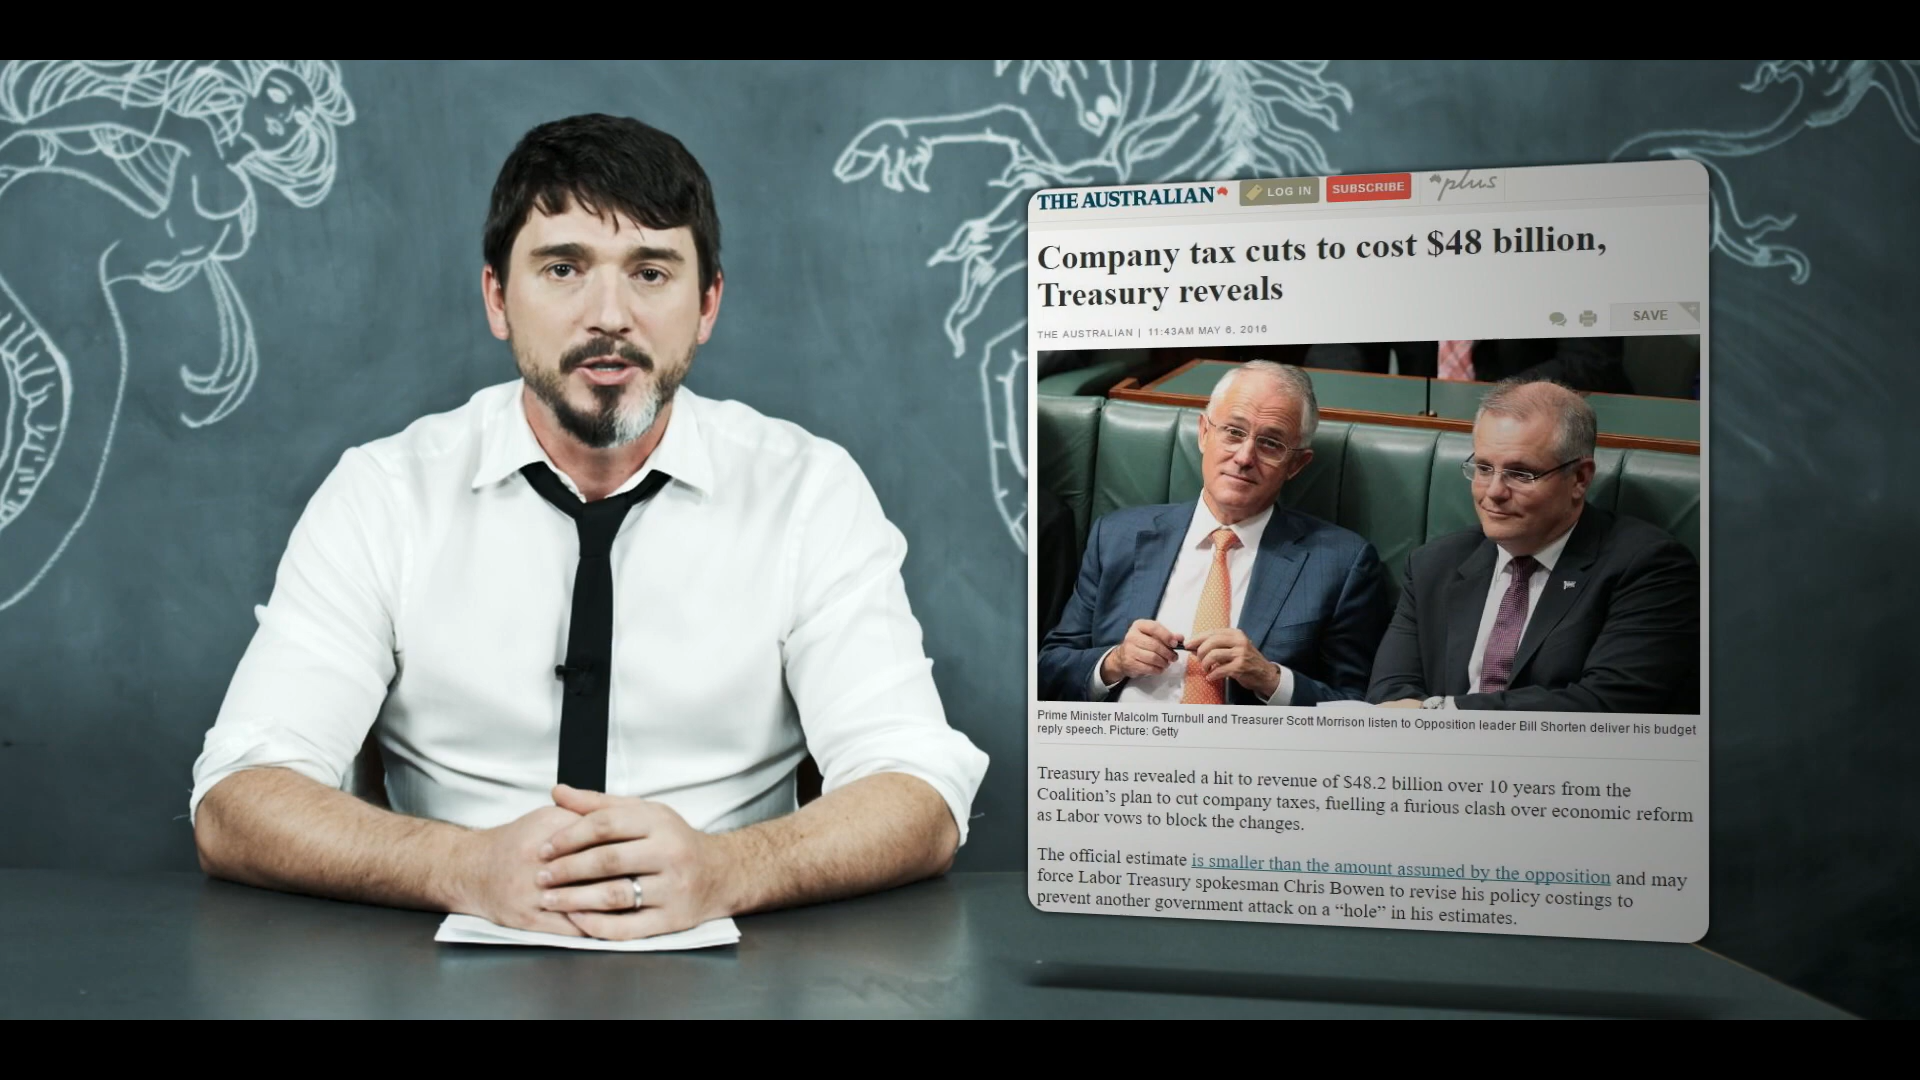 THE AUSTRALIAN
LOG IN
SUBSCRIBE
plus
Company tax cuts to cost $48 billion,
Treasury reveals
THE AUSTRALIAN | 11:43AM MAY 6, 2016
SAVE
Prime Minister Malcolm Turnbull and Treasurer Scott Morrison listen to Opposition leader Bill Shorten deliver his budget
reply speech. Picture: Getty
Treasury has revealed a hit to revenue of $48.2 billion over 10 years from the
Coalition’s plan to cut company taxes, fuelling a furious clash over economic reform
as Labor vows to block the changes.
The official estimate is smaller than the amount assumed by the opposition and may
force Labor Treasury spokesman Chris Bowen to revise his policy costings to
prevent another government attack on a “hole” in his estimates.